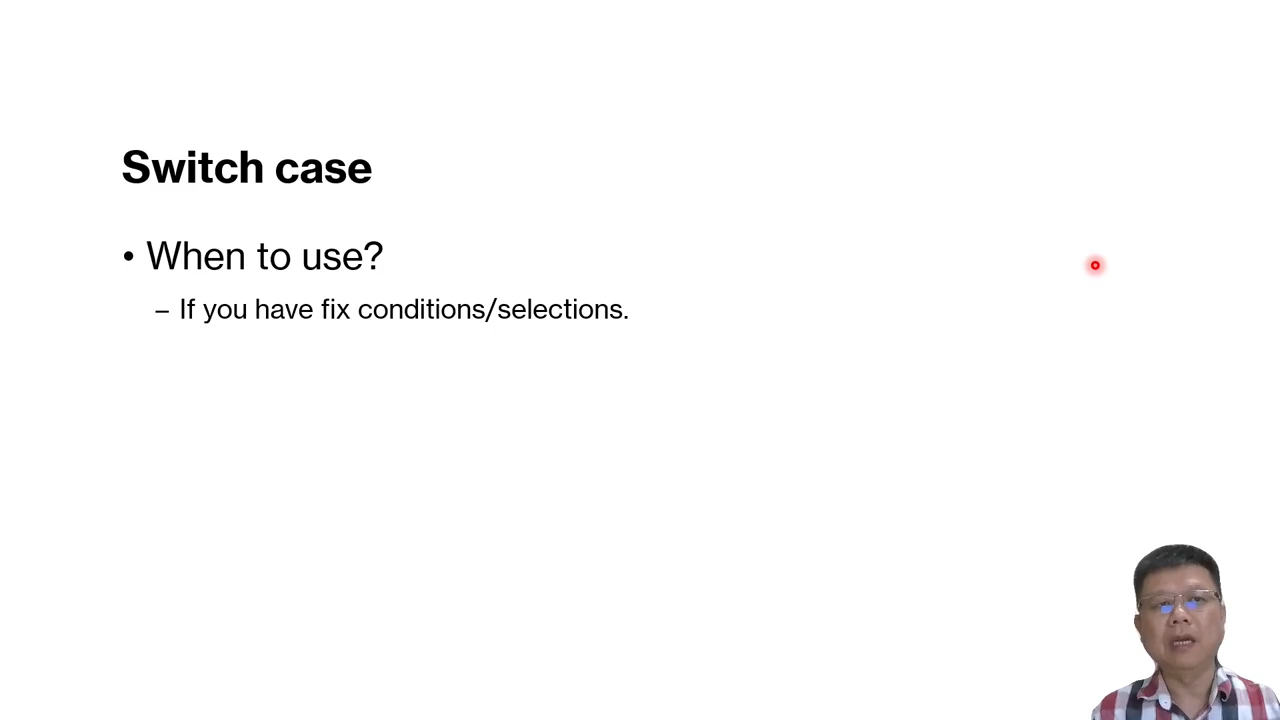 Switch case
• When to use?
– If you have fix conditions/selections.